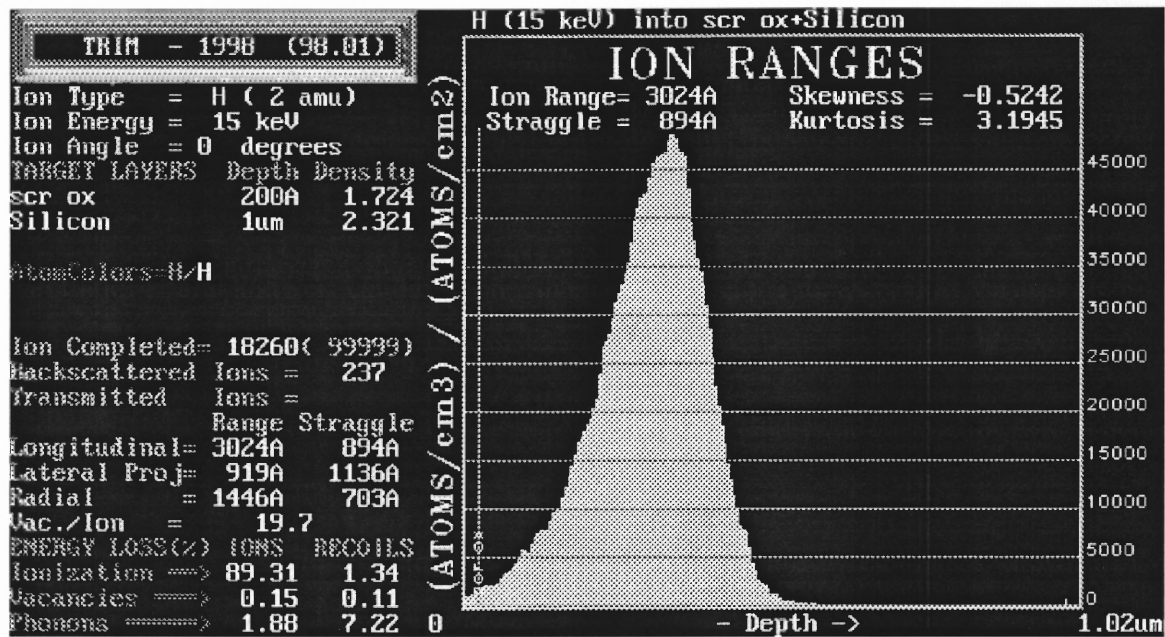 TRIM - 1998 (98.01)
Ion Type = H ( 2 amu)
Ion Energy = 15 keV
Ion Angle = 0 degrees
TARGET LAYERS Depth Density
scr ox 200A 1.724
Silicon 1um 2.321
AtomColors=H/H
Ion Completed= 18260( 99999)
Backscattered Ions = 237
Transmitted Ions =
Range Straggle
Longitudinal= 3024A 894A
Lateral Proj= 919A 1136A
Radial = 1446A 703A
Vac./Ion = 19.7
ENERGY LOSS(%) IONS RECOILS
Ionization ---> 89.31 1.34
Vacancies ---> 0.15 0.11
Phonons ---> 1.88 7.22
H (15 keV) into scr ox+Silicon
ION RANGES
Ion Range= 3024A Skewness = -0.5242
Straggle = 894A Kurtosis = 3.1945
(ATOMS/cm3) / (ATOMS/cm2)
45000
40000
35000
30000
25000
20000
15000
10000
5000
0
0 - Depth -> 1.02um